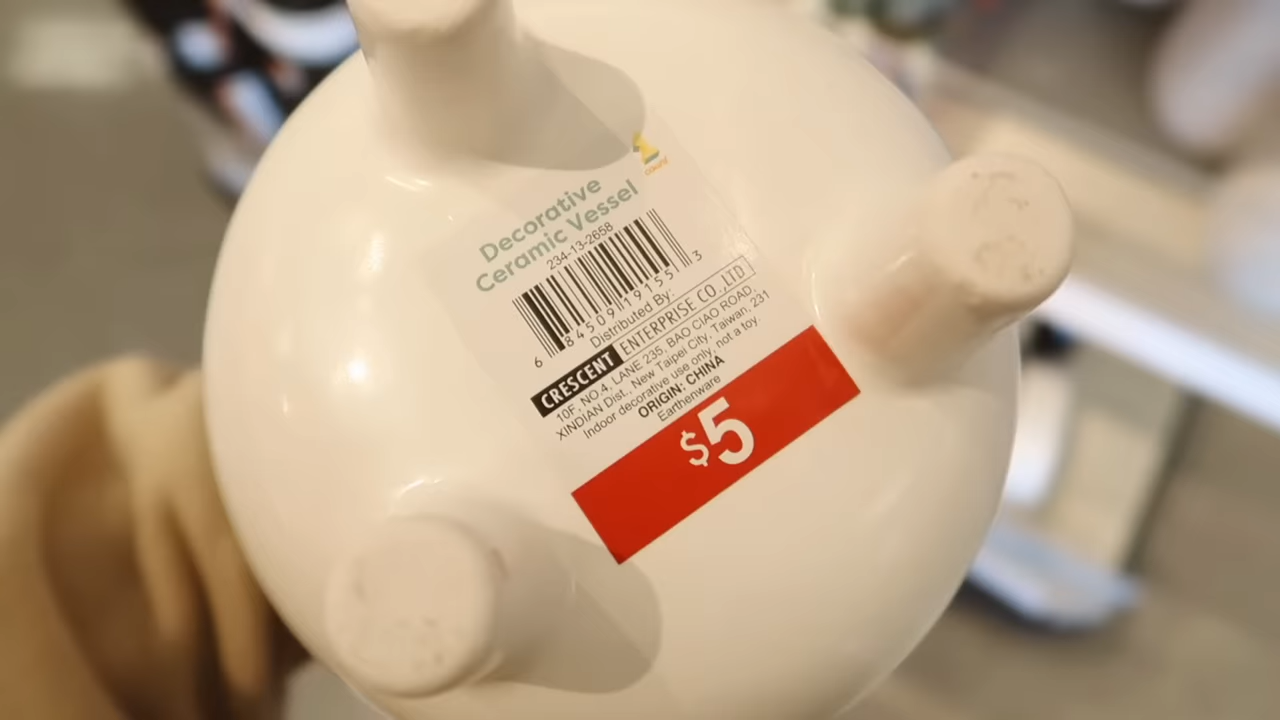 Decorative
Ceramic Vessel
234-13-2658
6 84509 19155 3
Distributed By:
CRESCENT ENTERPRISE CO.,LTD
10F, NO.4, LANE 235, BAO CIAO ROAD,
XINDIAN Dist., New Taipei City, Taiwan, 231
Indoor decorative use only, not a toy
ORIGIN: CHINA
Earthenware
$5